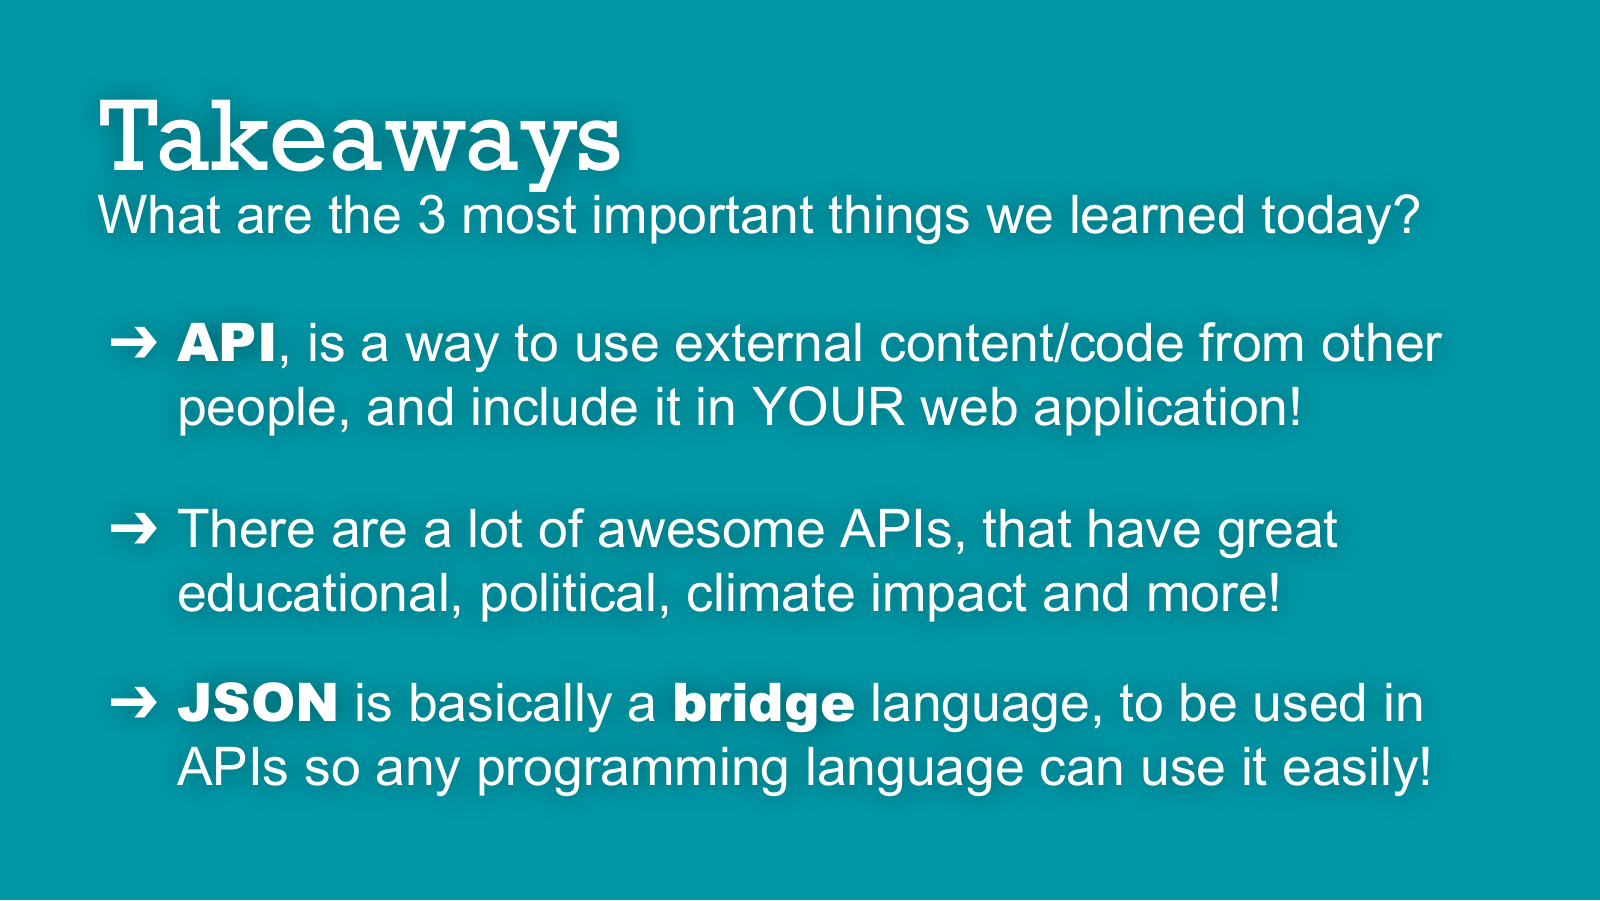 Takeaways
What are the 3 most important things we learned today?
➔ API, is a way to use external content/code from other
people, and include it in YOUR web application!
➔ There are a lot of awesome APIs, that have great
educational, political, climate impact and more!
➔ JSON is basically a bridge language, to be used in
APIs so any programming language can use it easily!